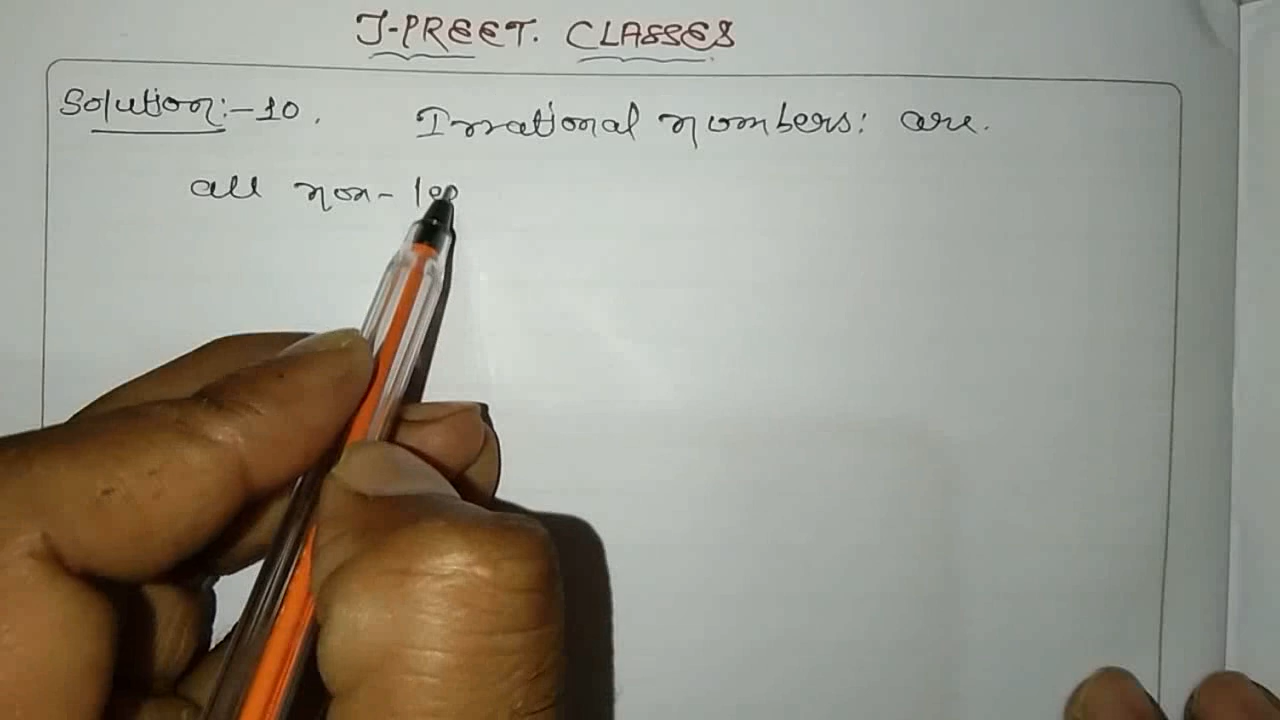 J-PREET. CLASSES
Solution:-10. Irrational numbers: are.
all non-